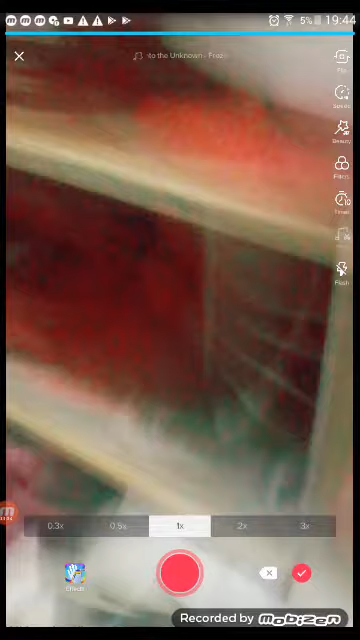 5% 19:44
nto the Unknown - Froz
Flip
Speed
Beauty
Filters
Timer
Flash
0.3x 0.5x 1x 2x 3x
Effects
Recorded by mobizen